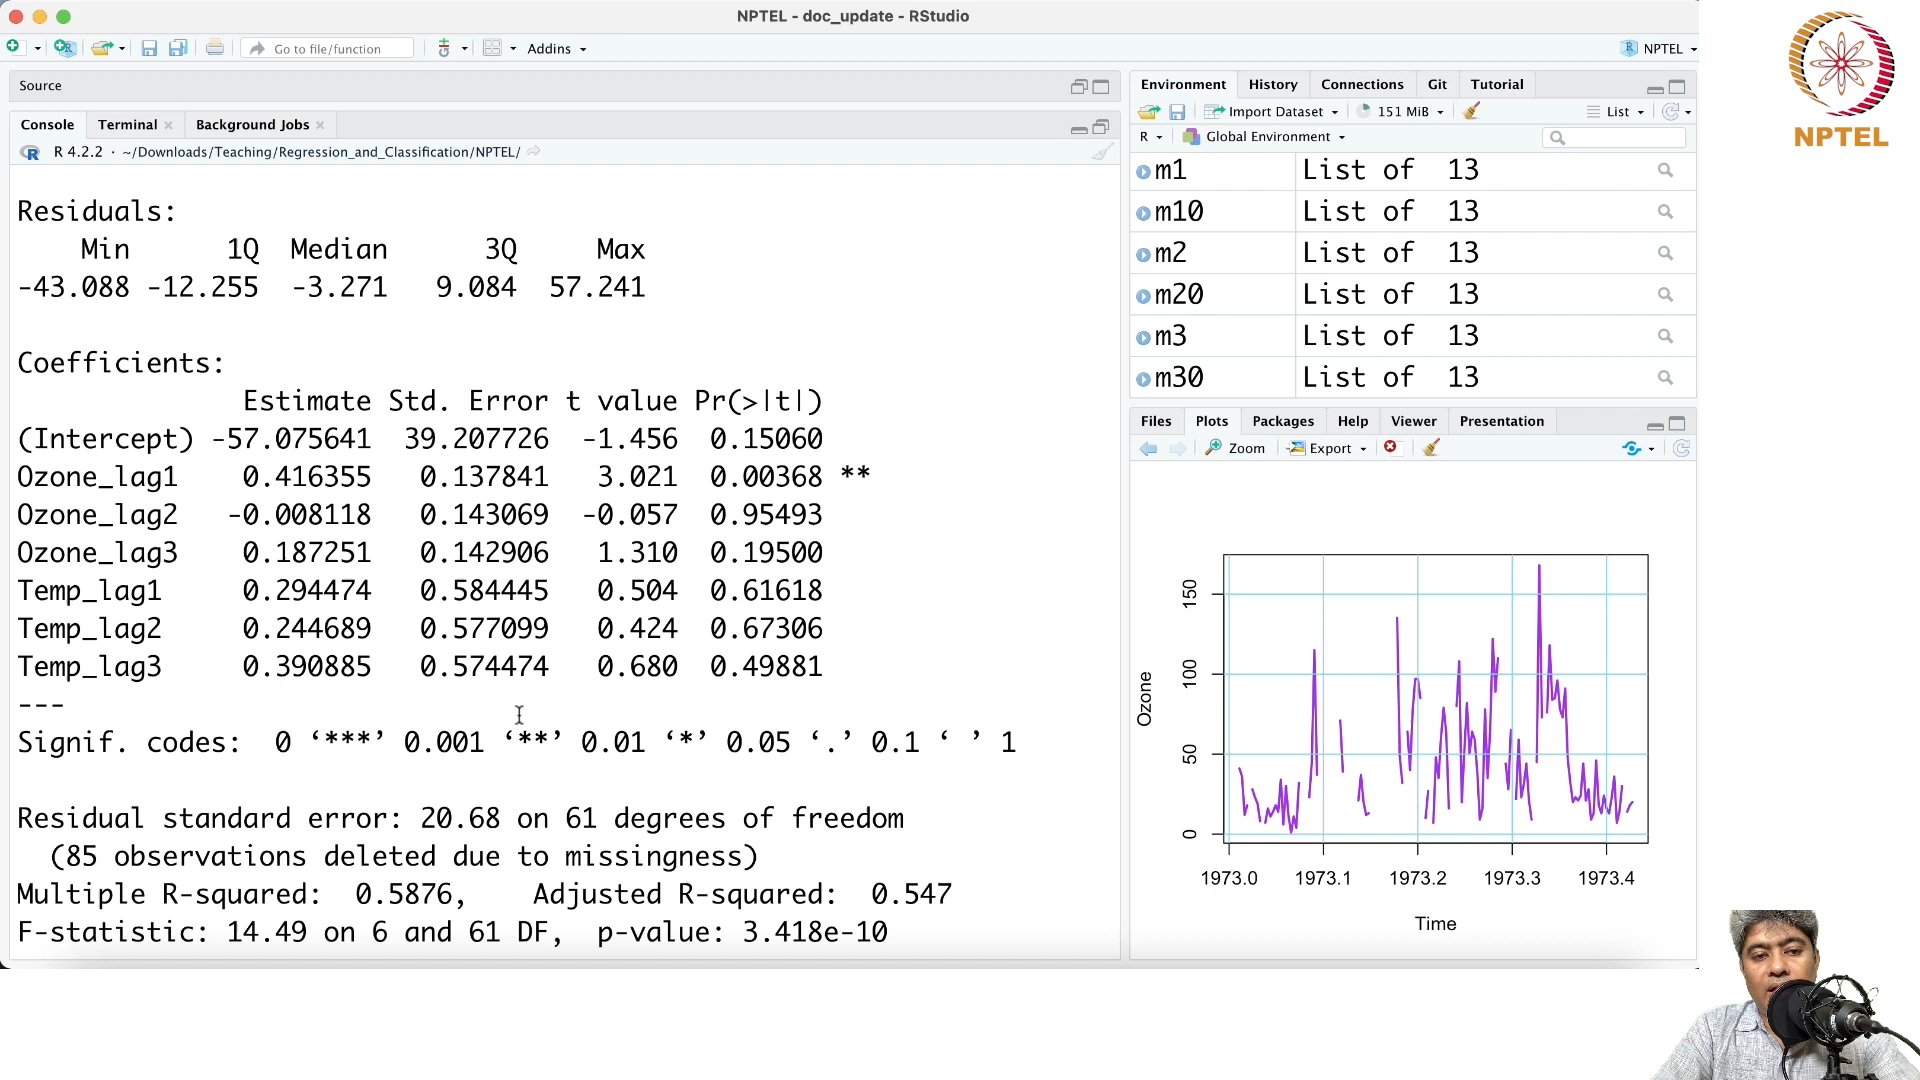 NPTEL - doc_update - RStudio
Go to file/function
Addins
NPTEL
Source
Console Terminal Background Jobs
R 4.2.2 · ~/Downloads/Teaching/Regression_and_Classification/NPTEL/
Residuals:
Min 1Q Median 3Q Max
-43.088 -12.255 -3.271 9.084 57.241
Coefficients:
Estimate Std. Error t value Pr(>|t|)
(Intercept) -57.075641 39.207726 -1.456 0.15060
Ozone_lag1 0.416355 0.137841 3.021 0.00368 **
Ozone_lag2 -0.008118 0.143069 -0.057 0.95493
Ozone_lag3 0.187251 0.142906 1.310 0.19500
Temp_lag1 0.294474 0.584445 0.504 0.61618
Temp_lag2 0.244689 0.577099 0.424 0.67306
Temp_lag3 0.390885 0.574474 0.680 0.49881
---
Signif. codes: 0 ‘***’ 0.001 ‘**’ 0.01 ‘*’ 0.05 ‘.’ 0.1 ‘ ’ 1
Residual standard error: 20.68 on 61 degrees of freedom
(85 observations deleted due to missingness)
Multiple R-squared: 0.5876, Adjusted R-squared: 0.547
F-statistic: 14.49 on 6 and 61 DF, p-value: 3.418e-10
Environment History Connections Git Tutorial
Import Dataset 151 MiB List
R Global Environment
m1 List of 13
m10 List of 13
m2 List of 13
m20 List of 13
m3 List of 13
m30 List of 13
Files Plots Packages Help Viewer Presentation
Zoom Export
Ozone
150
100
50
0
1973.0 1973.1 1973.2 1973.3 1973.4
Time
NPTEL